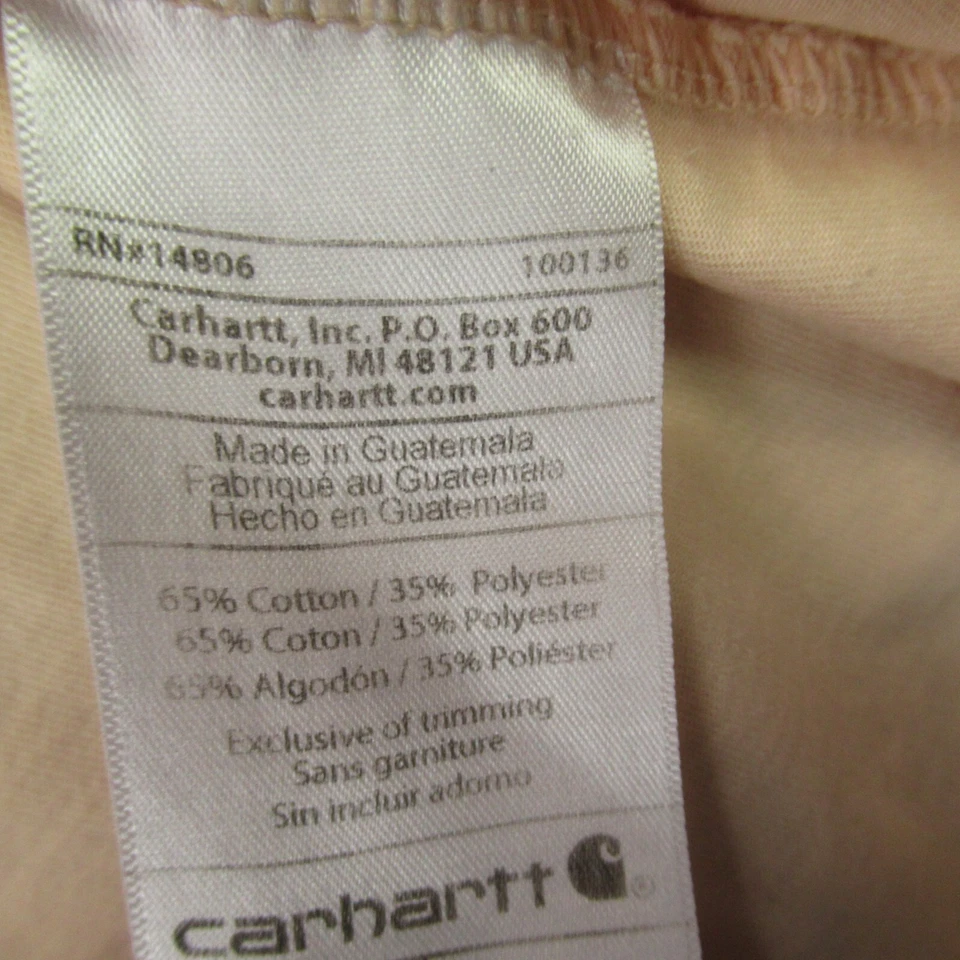 RN#14806 100136
Carhartt, Inc. P.O. Box 600
Dearborn, MI 48121 USA
carhartt.com
Made in Guatemala
Fabriqué au Guatemala
Hecho en Guatemala
65% Cotton / 35% Polyester
65% Coton / 35% Polyester
65% Algodón / 35% Poliéster
Exclusive of trimming
Sans garniture
Sin incluir adorno
carhartt ®